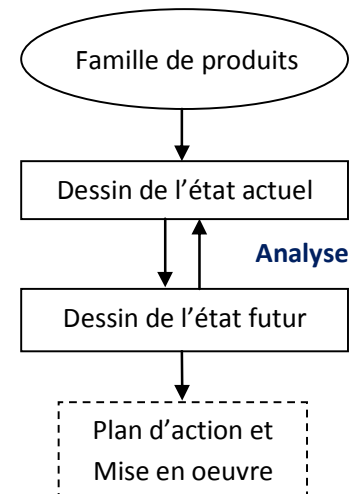 Famille de produits
Dessin de l’état actuel
Analyse
Dessin de l’état futur
Plan d’action et
Mise en oeuvre